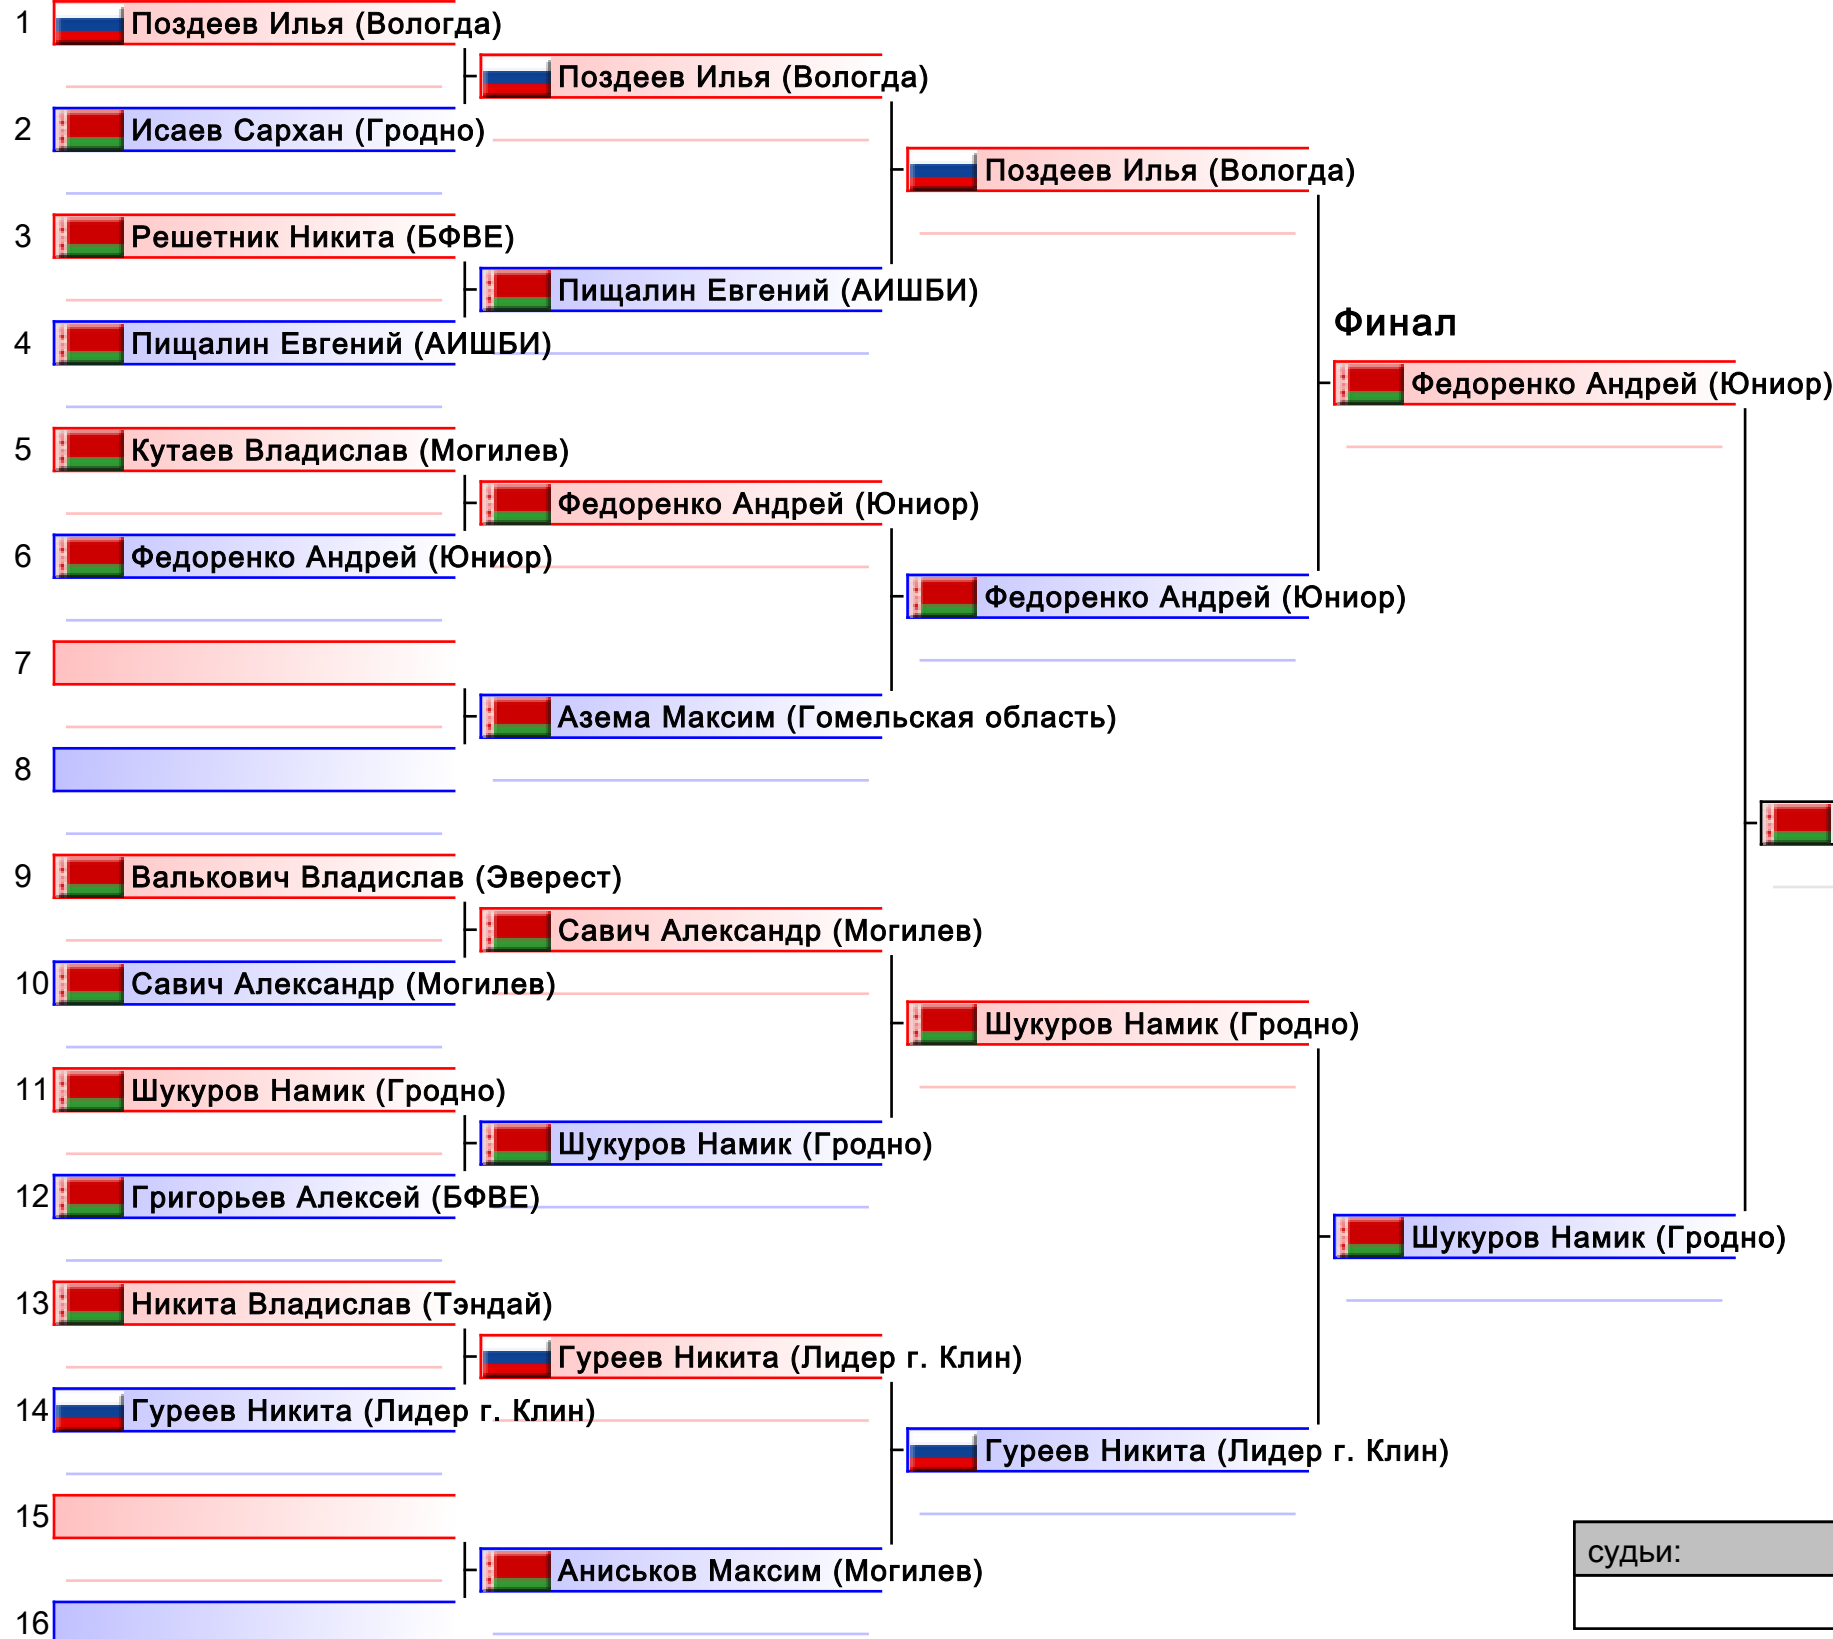 1 Поздеев Илья (Вологда)
Поздеев Илья (Вологда)
2 Исаев Сархан (Гродно)
Поздеев Илья (Вологда)
3 Решетник Никита (БФВЕ)
Пищалин Евгений (АИШБИ)
Финал
4 Пищалин Евгений (АИШБИ)
Федоренко Андрей (Юниор)
5 Кутаев Владислав (Могилев)
Федоренко Андрей (Юниор)
6 Федоренко Андрей (Юниор)
Федоренко Андрей (Юниор)
7
Азема Максим (Гомельская область)
8
9 Валькович Владислав (Эверест)
Савич Александр (Могилев)
10 Савич Александр (Могилев)
Шукуров Намик (Гродно)
11 Шукуров Намик (Гродно)
Шукуров Намик (Гродно)
12 Григорьев Алексей (БФВЕ)
Шукуров Намик (Гродно)
13 Никита Владислав (Тэндай)
Гуреев Никита (Лидер г. Клин)
14 Гуреев Никита (Лидер г. Клин)
Гуреев Никита (Лидер г. Клин)
15
судьи:
Аниськов Максим (Могилев)
16